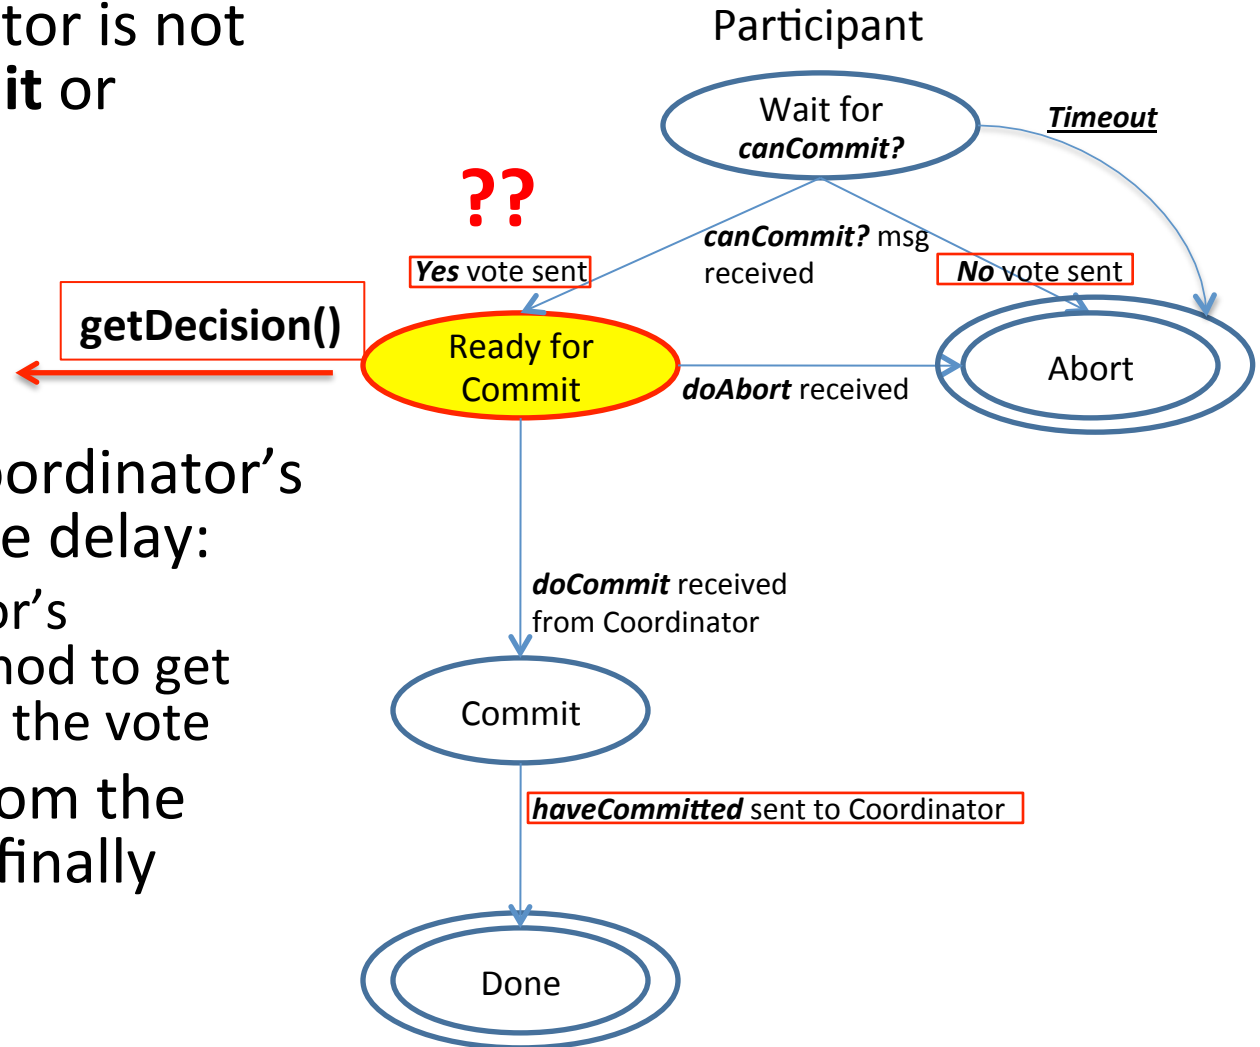 tor is not
it or
Participant
Wait for
canCommit?
Timeout
??
canCommit? msg
received
Yes vote sent
No vote sent
getDecision()
Ready for
Commit
doAbort received
Abort
oordinator’s
e delay:
or’s
nod to get
the vote
om the
finally
doCommit received
from Coordinator
Commit
haveCommitted sent to Coordinator
Done